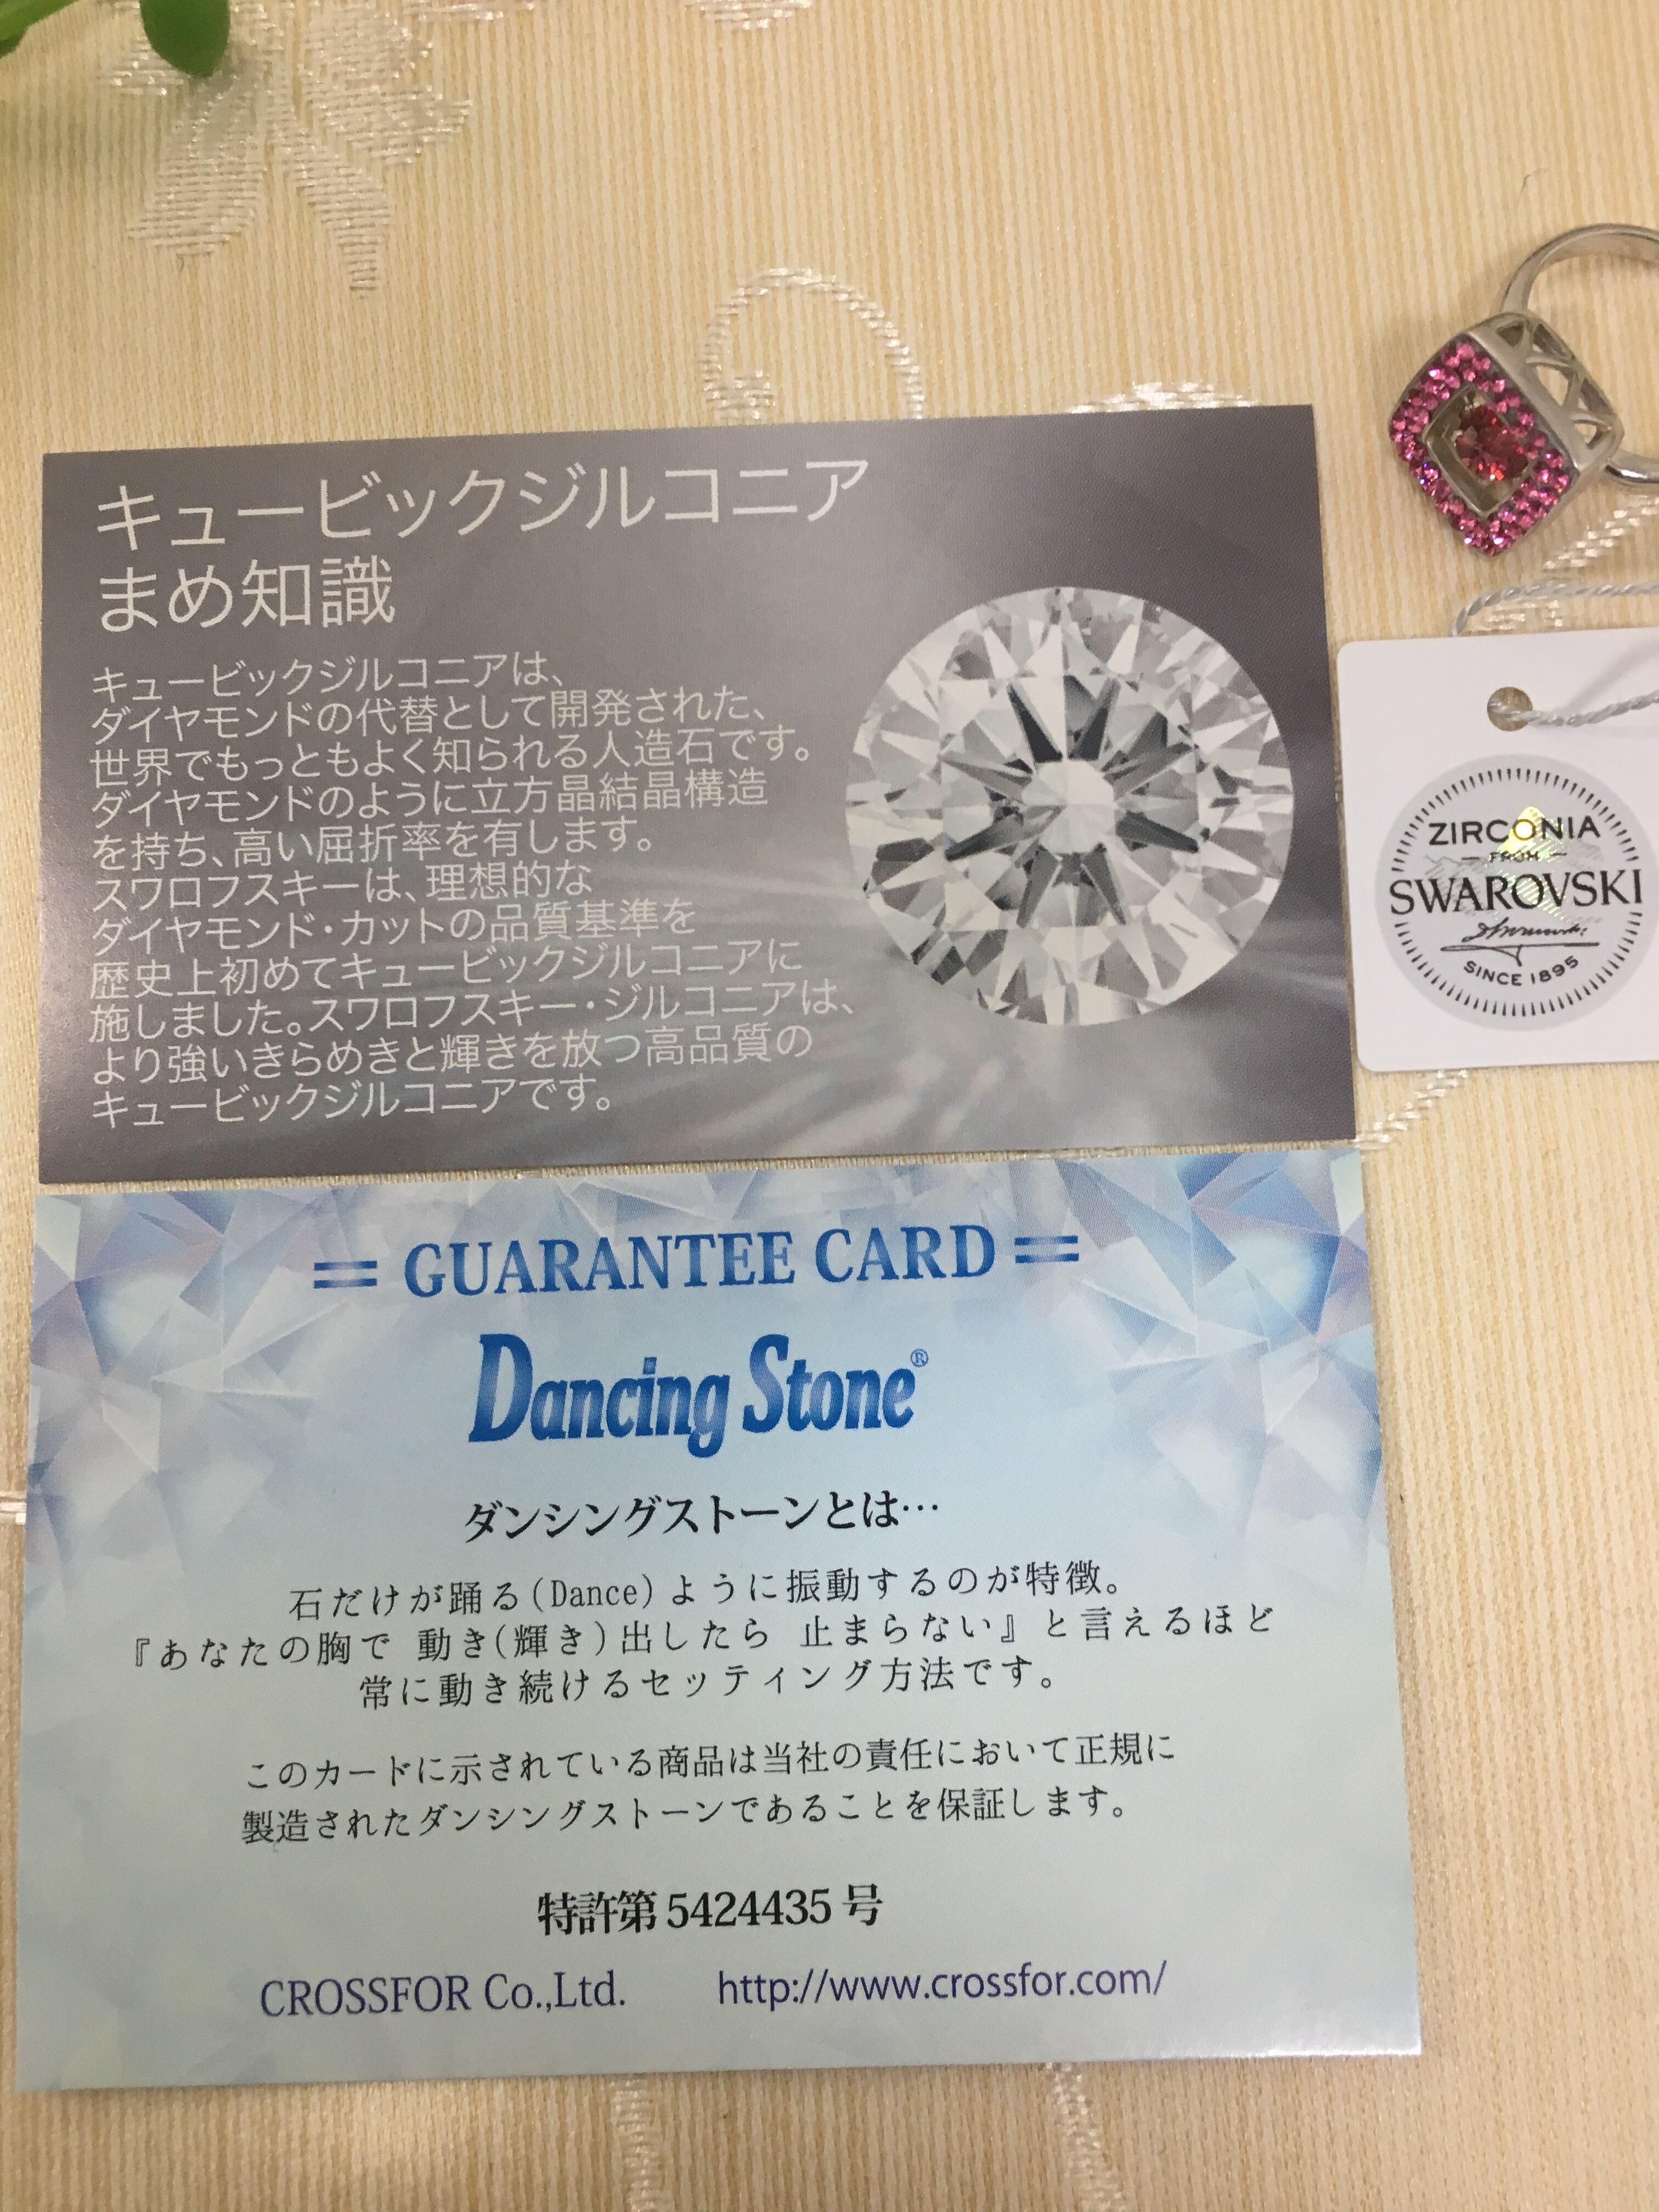 キュービックジルコニア
まめ知識
キュービックジルコニアは、
ダイヤモンドの代替として開発された、
世界でもっともよく知られる人造石です。
ダイヤモンドのように立方晶結晶構造
を持ち、高い屈折率を有します。
スワロフスキーは、理想的な
ダイヤモンド・カットの品質基準を
歴史上初めてキュービックジルコニアに
施しました。スワロフスキー・ジルコニアは、
より強いきらめきと輝きを放つ高品質の
キュービックジルコニアです。
ZIRCONIA
FROM
SWAROVSKI
SINCE 1895
GUARANTEE CARD
Dancing Stone®
ダンシングストーンとは…
石だけが踊る(Dance)ように振動するのが特徴。
『あなたの胸で 動き(輝き)出したら 止まらない』と言えるほど
常に動き続けるセッティング方法です。
このカードに示されている商品は当社の責任において正規に
製造されたダンシングストーンであることを保証します。
特許第5424435号
CROSSFOR Co.,Ltd. http://www.crossfor.com/